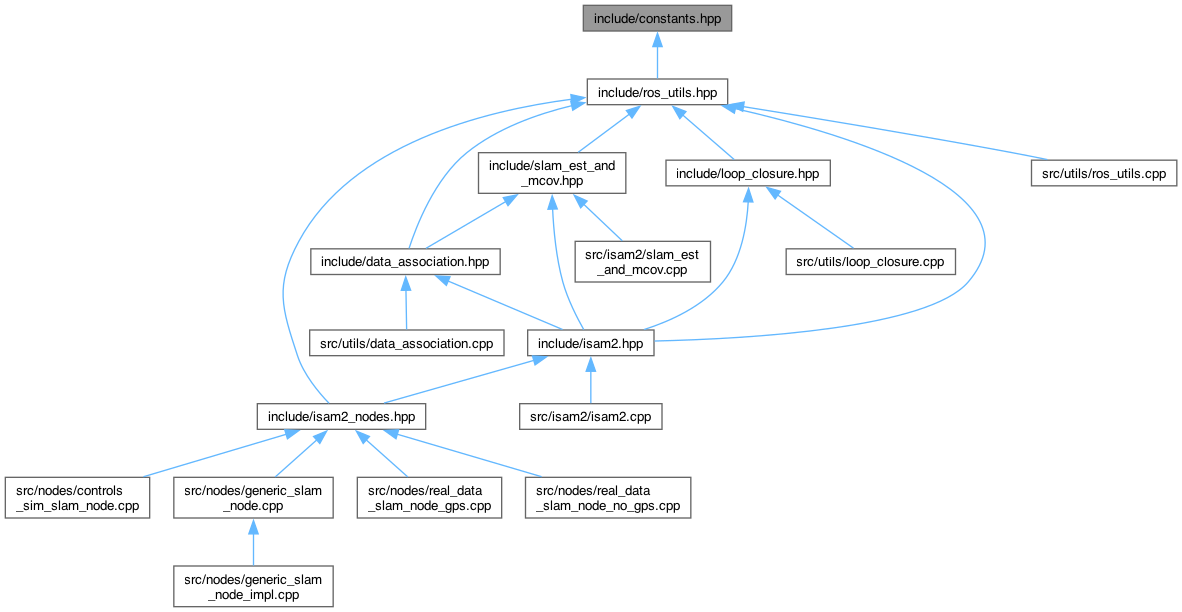 include/constants.hpp
include/ros_utils.hpp
include/slam_est_and
_mcov.hpp
include/loop_closure.hpp
src/utils/ros_utils.cpp
include/data_association.hpp
src/isam2/slam_est
_and_mcov.cpp
src/utils/loop_closure.cpp
src/utils/data_association.cpp
include/isam2.hpp
include/isam2_nodes.hpp
src/isam2/isam2.cpp
src/nodes/controls
_sim_slam_node.cpp
src/nodes/generic_slam
_node.cpp
src/nodes/real_data
_slam_node_gps.cpp
src/nodes/real_data
_slam_node_no_gps.cpp
src/nodes/generic_slam
_node_impl.cpp